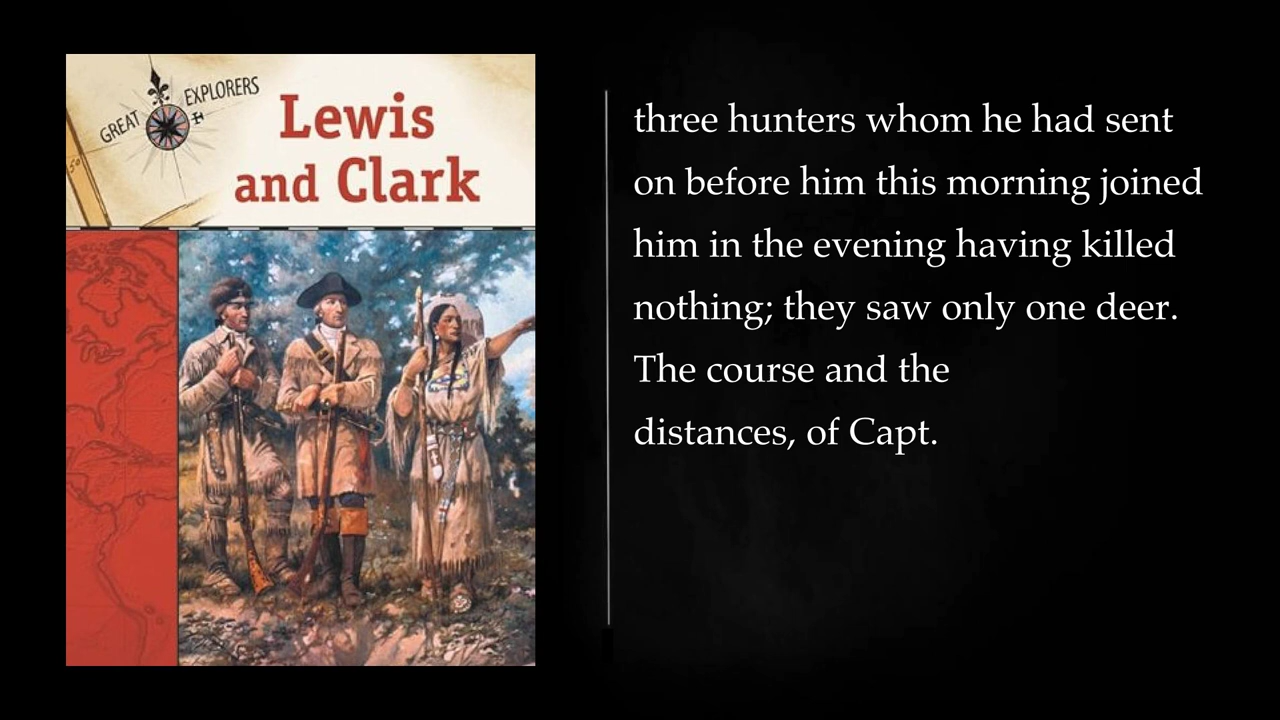 GREAT EXPLORERS
Lewis
and Clark
three hunters whom he had sent
on before him this morning joined
him in the evening having killed
nothing; they saw only one deer.
The course and the
distances, of Capt.